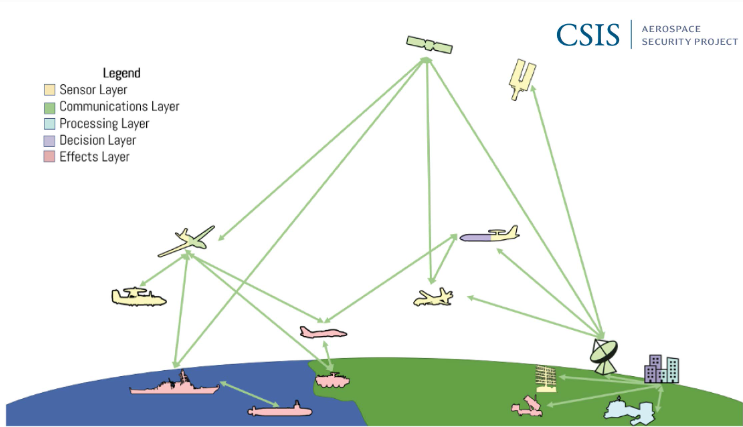 CSIS
AEROSPACE
SECURITY PROJECT
Legend
Sensor Layer
Communications Layer
Processing Layer
Decision Layer
Effects Layer